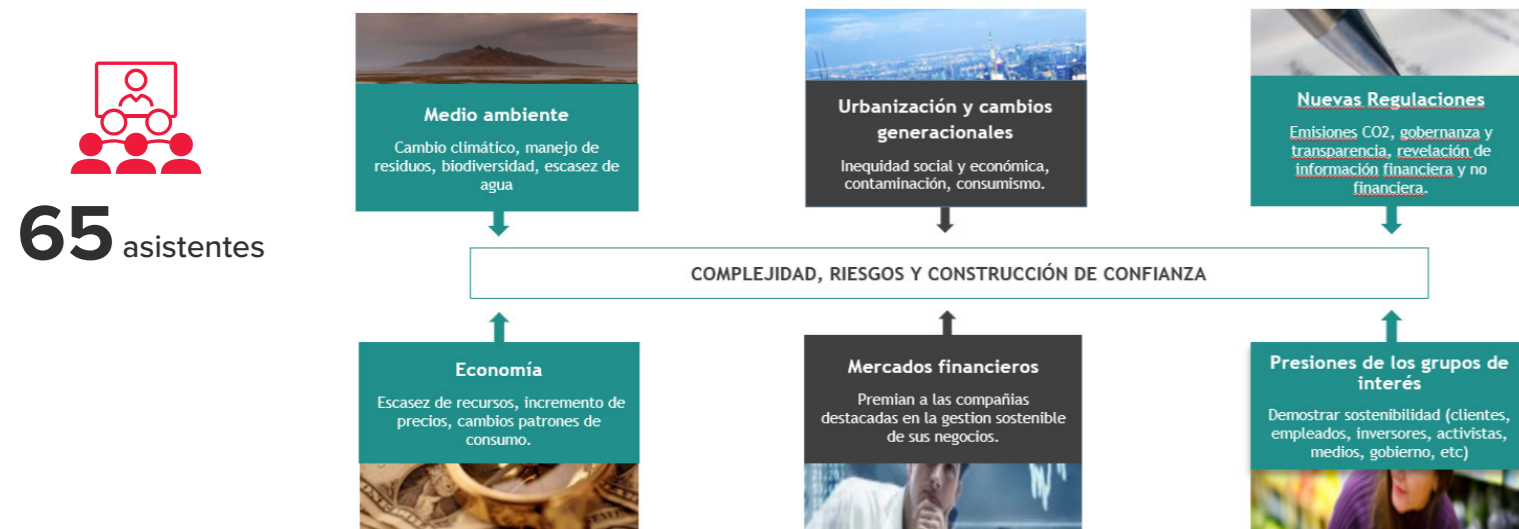 65 asistentes
Medio ambiente
Cambio climático, manejo de
residuos, biodiversidad, escasez de
agua
Urbanización y cambios
generacionales
Inequidad social y económica,
contaminación, consumismo.
Nuevas Regulaciones
Emisiones CO2, gobernanza y
transparencia, revelación de
información financiera y no
financiera.
COMPLEJIDAD, RIESGOS Y CONSTRUCCIÓN DE CONFIANZA
Economía
Escasez de recursos, incremento de
precios, cambios patrones de
consumo.
Mercados financieros
Premian a las compañias
destacadas en la gestion sostenible
de sus negocios.
Presiones de los grupos de
interés
Demostrar sostenibilidad (clientes,
empleados, inversores, activistas,
medios, gobierno, etc)